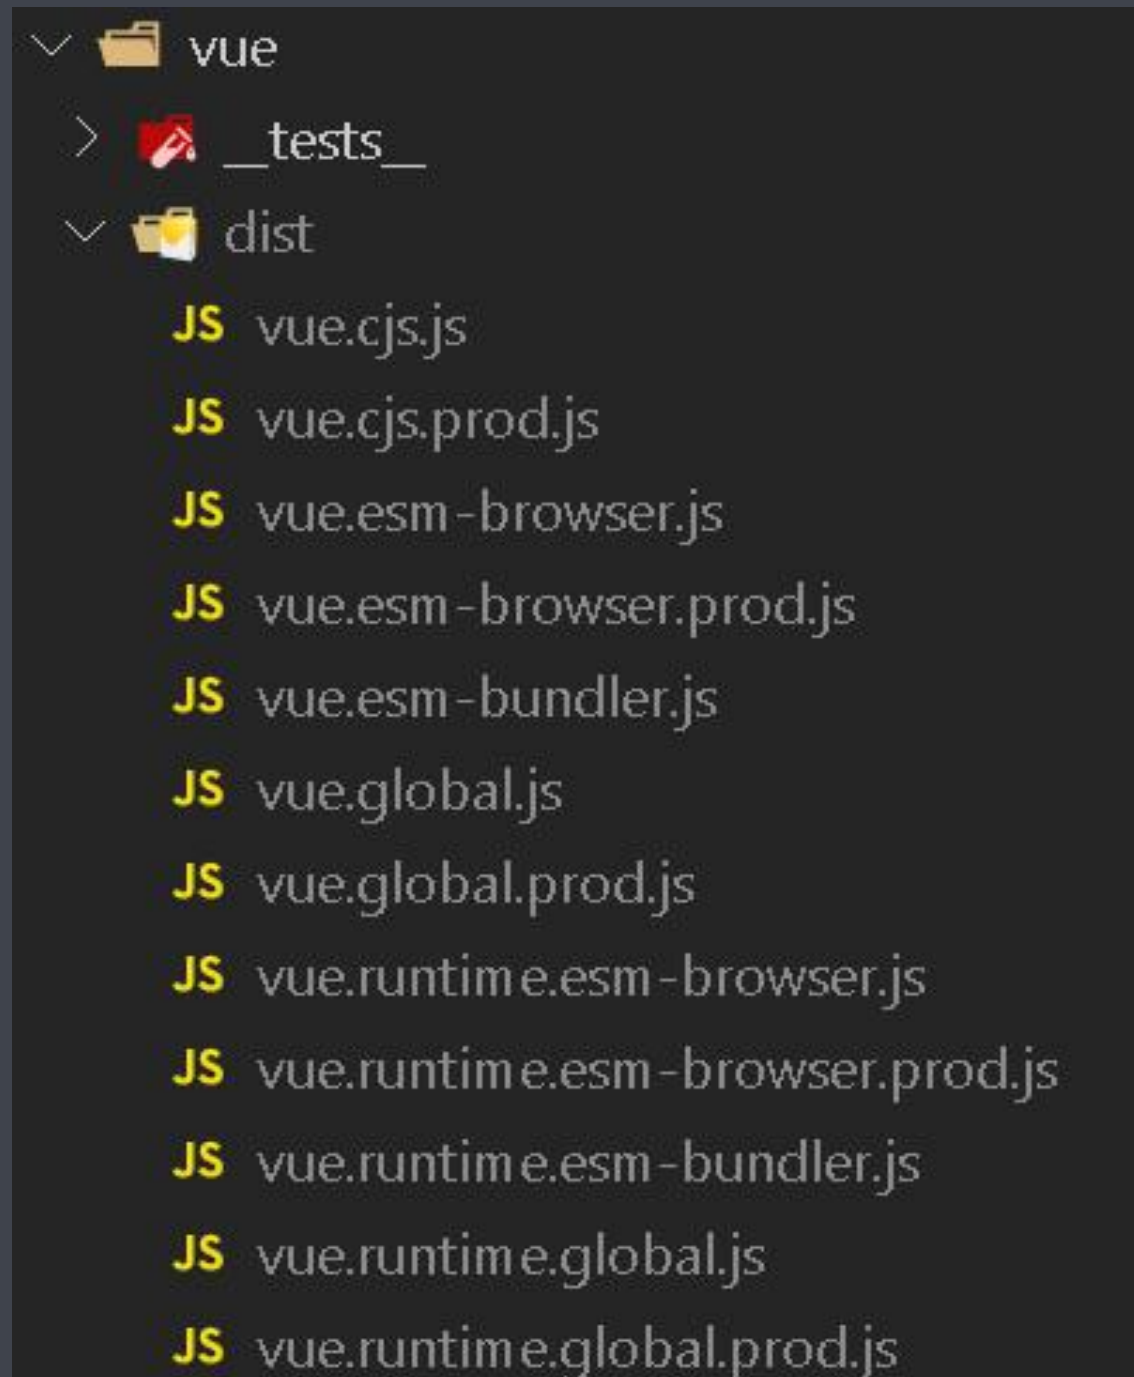 vue
__tests__
dist
JS vue.cjs.js
JS vue.cjs.prod.js
JS vue.esm-browser.js
JS vue.esm-browser.prod.js
JS vue.esm-bundler.js
JS vue.global.js
JS vue.global.prod.js
JS vue.runtime.esm-browser.js
JS vue.runtime.esm-browser.prod.js
JS vue.runtime.esm-bundler.js
JS vue.runtime.global.js
JS vue.runtime.global.prod.js